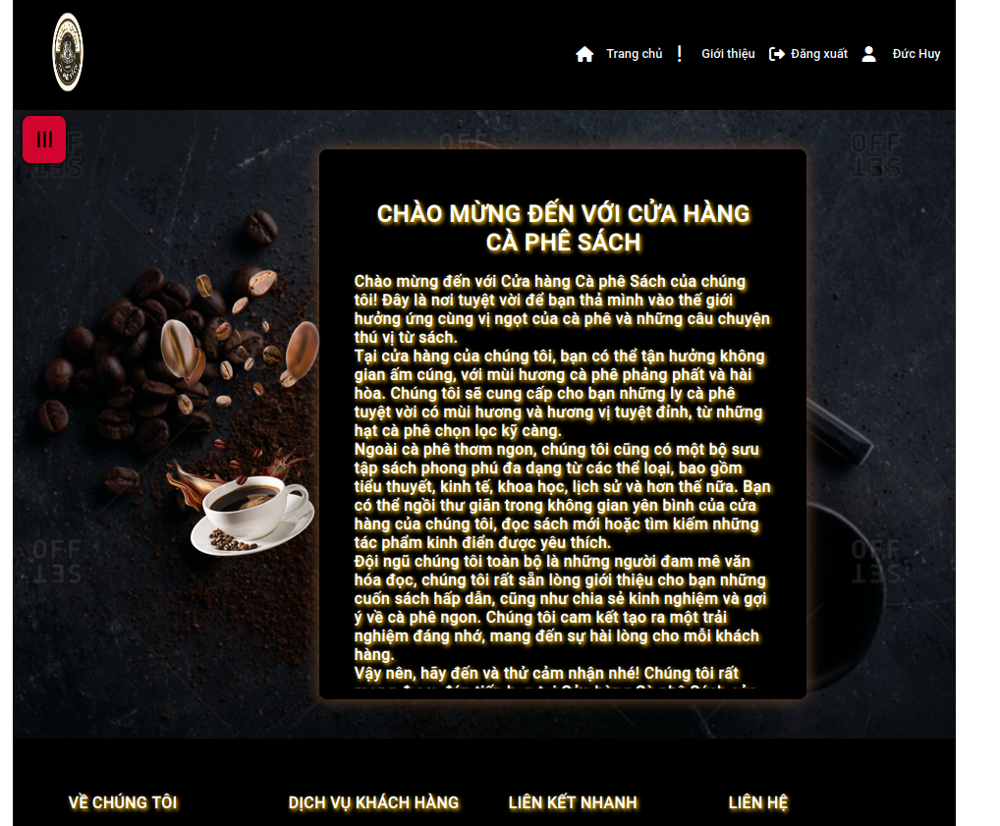 Trang chủ Giới thiệu Đăng xuất Đức Huy
OFF
SET
OFF
OFF
SET
CHÀO MỪNG ĐẾN VỚI CỬA HÀNG
CÀ PHÊ SÁCH
Chào mừng đến với Cửa hàng Cà phê Sách của chúng
tôi! Đây là nơi tuyệt vời để bạn thả mình vào thế giới
hưởng ứng cùng vị ngọt của cà phê và những câu chuyện
thú vị từ sách.
Tại cửa hàng của chúng tôi, bạn có thể tận hưởng không
gian ấm cúng, với mùi hương cà phê phảng phất và hài
hòa. Chúng tôi sẽ cung cấp cho bạn những ly cà phê
tuyệt vời có mùi hương và hương vị tuyệt đỉnh, từ những
hạt cà phê chọn lọc kỹ càng.
Ngoài cà phê thơm ngon, chúng tôi cũng có một bộ sưu
tập sách phong phú đa dạng từ các thể loại, bao gồm
tiểu thuyết, kinh tế, khoa học, lịch sử và hơn thế nữa. Bạn
có thể ngồi thư giãn trong không gian yên bình của cửa
hàng của chúng tôi, đọc sách mới hoặc tìm kiếm những
tác phẩm kinh điển được yêu thích.
Đội ngũ chúng tôi toàn bộ là những người đam mê văn
hóa đọc, chúng tôi rất sẵn lòng giới thiệu cho bạn những
cuốn sách hấp dẫn, cũng như chia sẻ kinh nghiệm và gợi
ý về cà phê ngon. Chúng tôi cam kết tạo ra một trải
nghiệm đáng nhớ, mang đến sự hài lòng cho mỗi khách
hàng.
Vậy nên, hãy đến và thử cảm nhận nhé! Chúng tôi rất
OFF
SET
OFF
SET
VỀ CHÚNG TÔI
DỊCH VỤ KHÁCH HÀNG
LIÊN KẾT NHANH
LIÊN HỆ